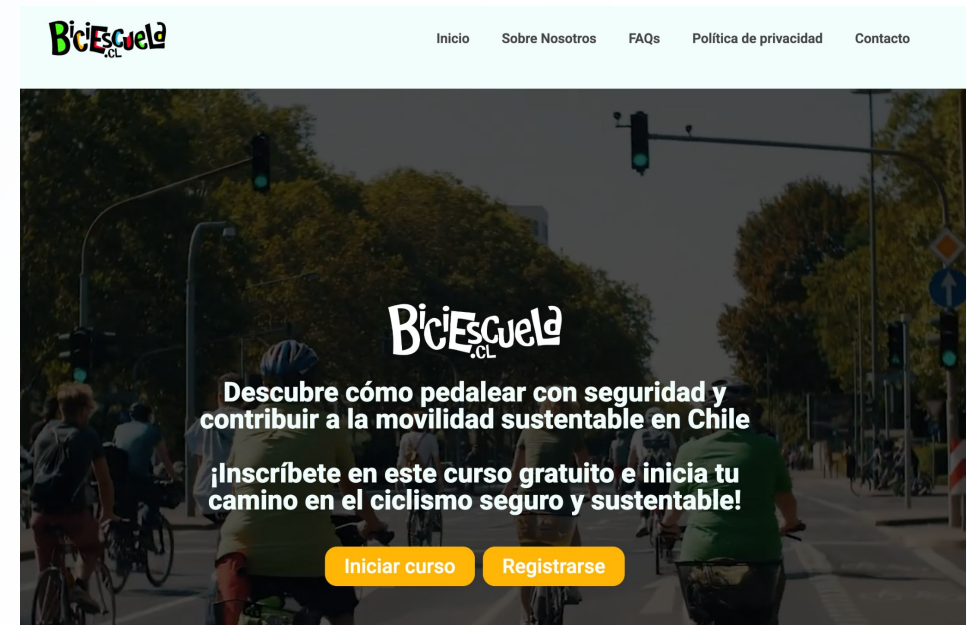 BiciEscuela
.CL
Inicio Sobre Nosotros FAQs Política de privacidad Contacto
BiciEscuela
.CL
Descubre cómo pedalear con seguridad y
contribuir a la movilidad sustentable en Chile
¡Inscríbete en este curso gratuito e inicia tu
camino en el ciclismo seguro y sustentable!
Iniciar curso Registrarse